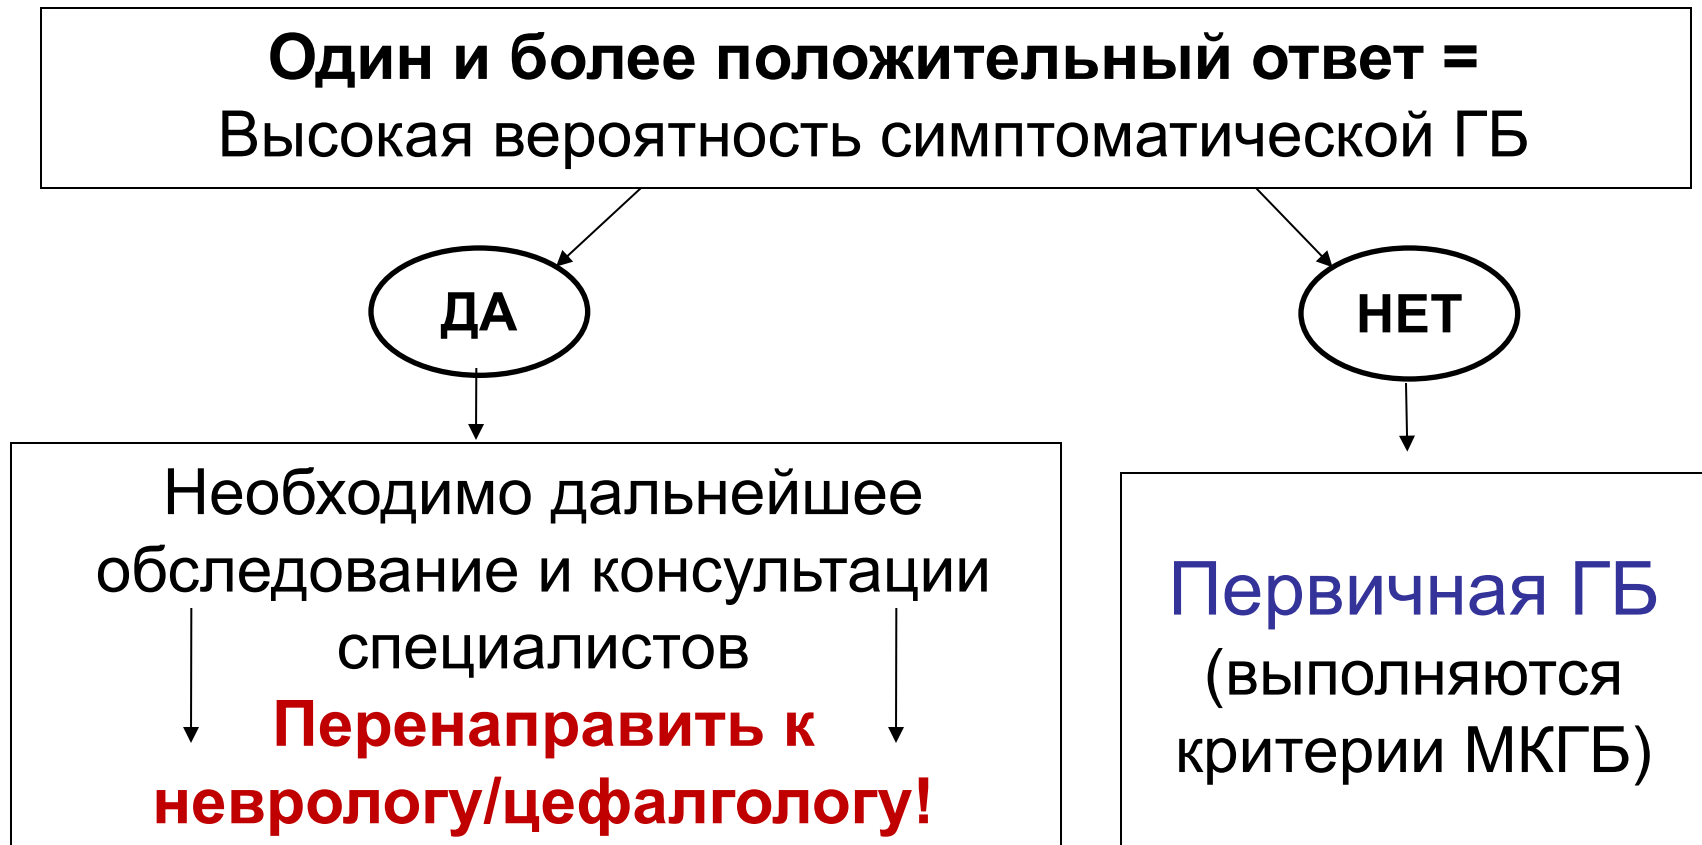 Один и более положительный ответ =
Высокая вероятность симптоматической ГБ
ДА
НЕТ
Необходимо дальнейшее
обследование и консультации
специалистов
Перенаправить к
неврологу/цефалгологу!
Первичная ГБ
(выполняются
критерии МКГБ)